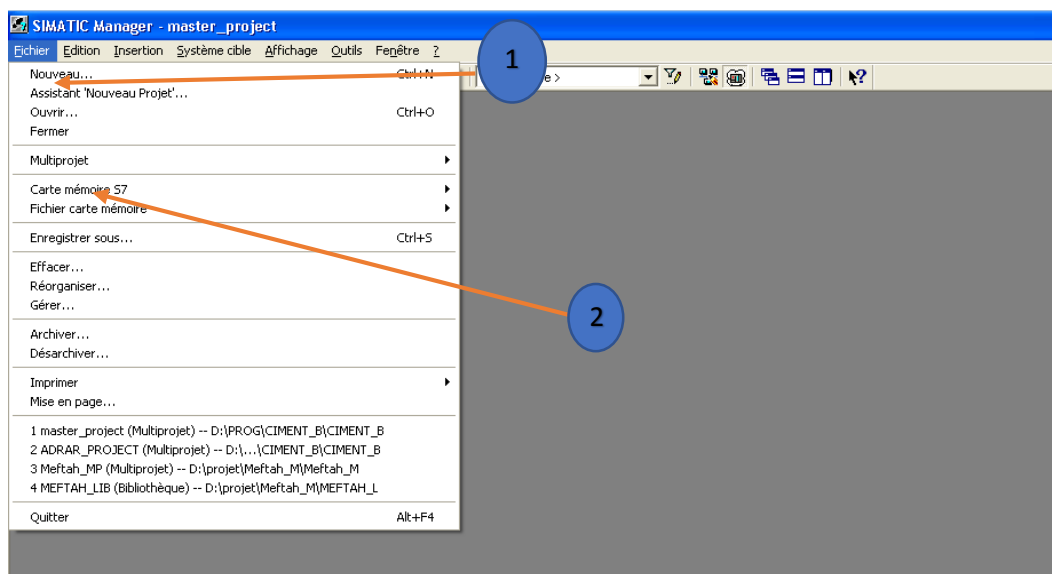 SIMATIC Manager - master_project
Fichier Edition Insertion Système cible Affichage Outils Fenêtre ?
1
Nouveau... Ctrl+N
e >
Assistant 'Nouveau Projet'...
Ouvrir... Ctrl+O
Fermer
Multiprojet
Carte mémoire S7
Fichier carte mémoire
Enregistrer sous... Ctrl+S
Effacer...
Réorganiser...
Gérer...
2
Archiver...
Désarchiver...
Imprimer
Mise en page...
1 master_project (Multiprojet) -- D:\PROG\CIMENT_B\CIMENT_B
2 ADRAR_PROJECT (Multiprojet) -- D:\...\CIMENT_B\CIMENT_B
3 Meftah_MP (Multiprojet) -- D:\projet\Meftah_M\Meftah_M
4 MEFTAH_LIB (Bibliothèque) -- D:\projet\Meftah_M\MEFTAH_L
Quitter Alt+F4